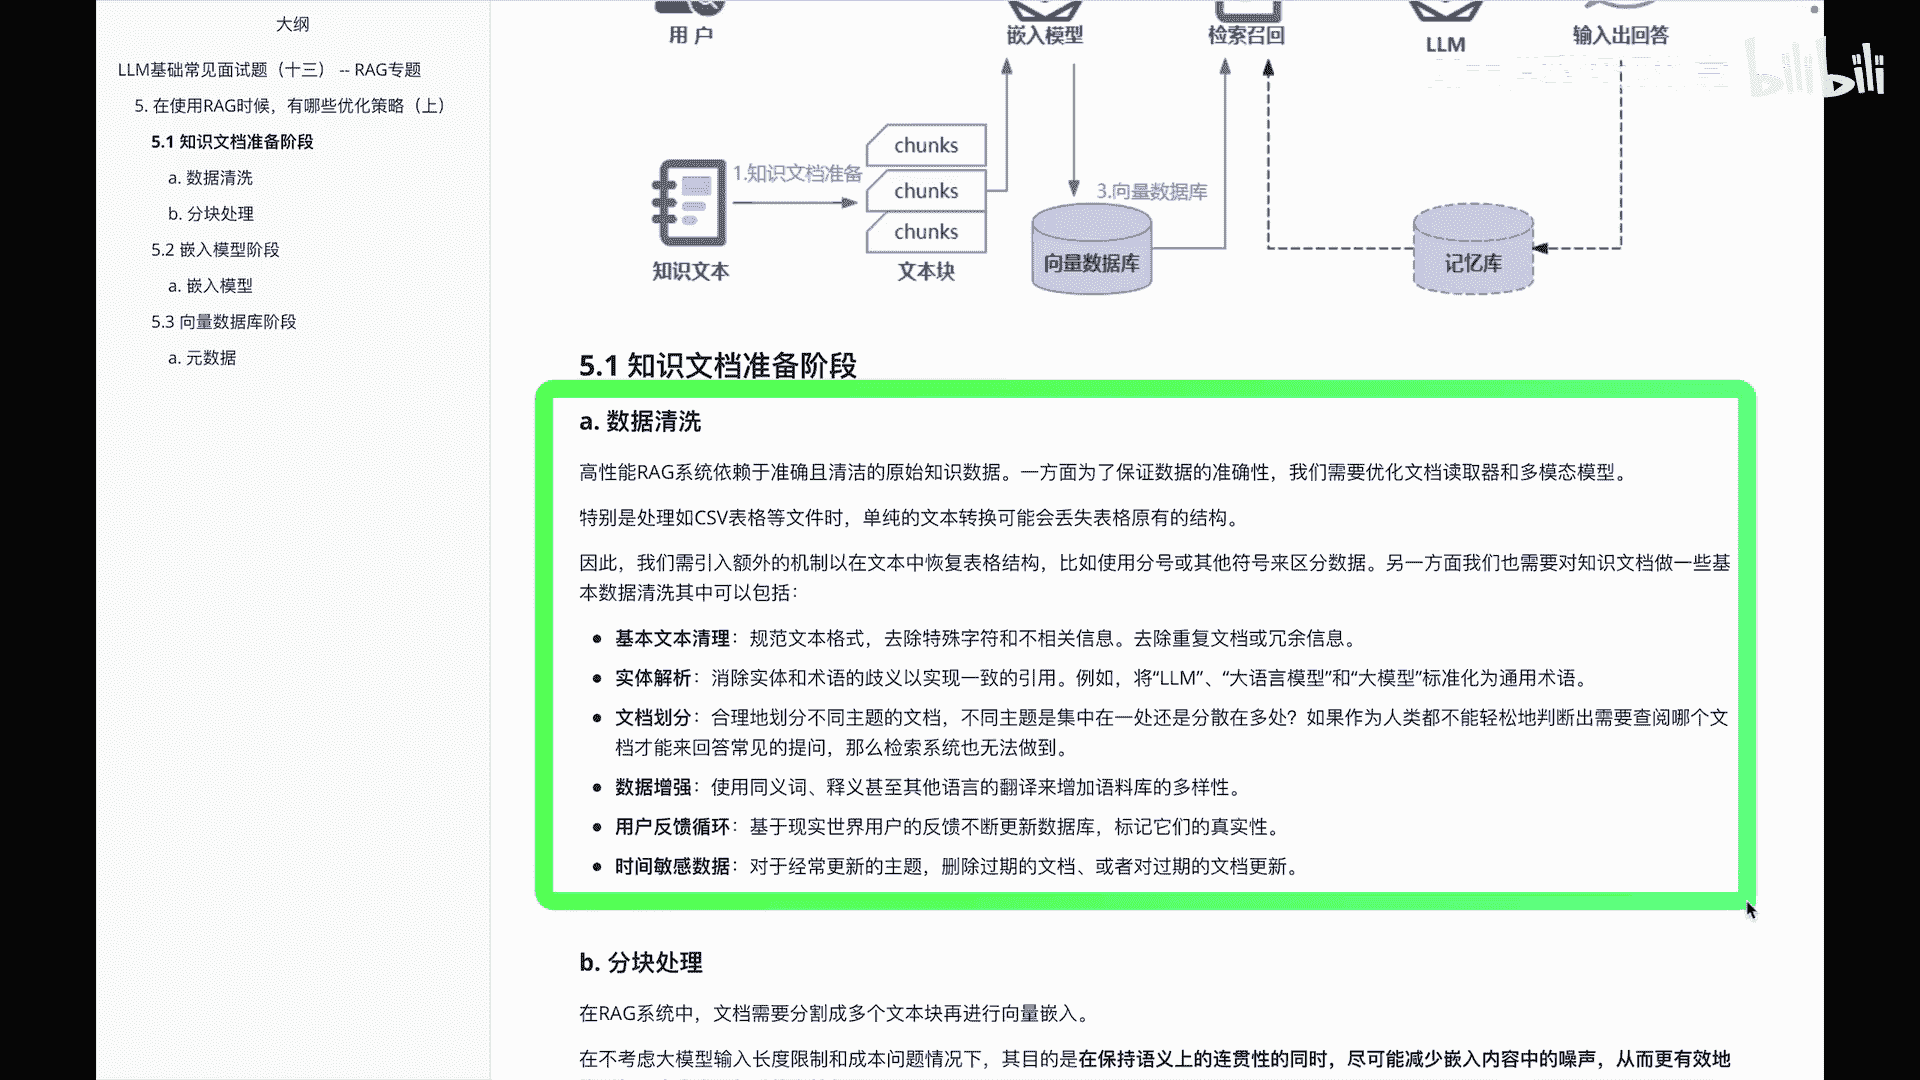 大纲
LLM基础常见面试题（十三） -- RAG专题
5. 在使用RAG时候，有哪些优化策略（上）
5.1 知识文档准备阶段
a. 数据清洗
b. 分块处理
5.2 嵌入模型阶段
a. 嵌入模型
5.3 向量数据库阶段
a. 元数据
用 户
嵌入模型
检索召回
LLM
输入出回答
bilibili
chunks
1.知识文档准备
chunks
3.向量数据库
chunks
向量数据库
记忆库
知识文本
文本块
5.1 知识文档准备阶段
a. 数据清洗
高性能RAG系统依赖于准确且清洁的原始知识数据。一方面为了保证数据的准确性，我们需要优化文档读取器和多模态模型。
特别是处理如CSV表格等文件时，单纯的文本转换可能会丢失表格原有的结构。
因此，我们需引入额外的机制以在文本中恢复表格结构，比如使用分号或其他符号来区分数据。另一方面我们也需要对知识文档做一些基
本数据清洗其中可以包括：
• 基本文本清理：规范文本格式，去除特殊字符和不相关信息。去除重复文档或冗余信息。
• 实体解析：消除实体和术语的歧义以实现一致的引用。例如，将“LLM”、“大语言模型”和“大模型”标准化为通用术语。
• 文档划分：合理地划分不同主题的文档，不同主题是集中在一处还是分散在多处？如果作为人类都不能轻松地判断出需要查阅哪个文
档才能来回答常见的提问，那么检索系统也无法做到。
• 数据增强：使用同义词、释义甚至其他语言的翻译来增加语料库的多样性。
• 用户反馈循环：基于现实世界用户的反馈不断更新数据库，标记它们的真实性。
• 时间敏感数据：对于经常更新的主题，删除过期的文档、或者对过期的文档更新。
b. 分块处理
在RAG系统中，文档需要分割成多个文本块再进行向量嵌入。
在不考虑大模型输入长度限制和成本问题情况下，其目的是在保持语义上的连贯性的同时，尽可能减少嵌入内容中的噪声，从而更有效地